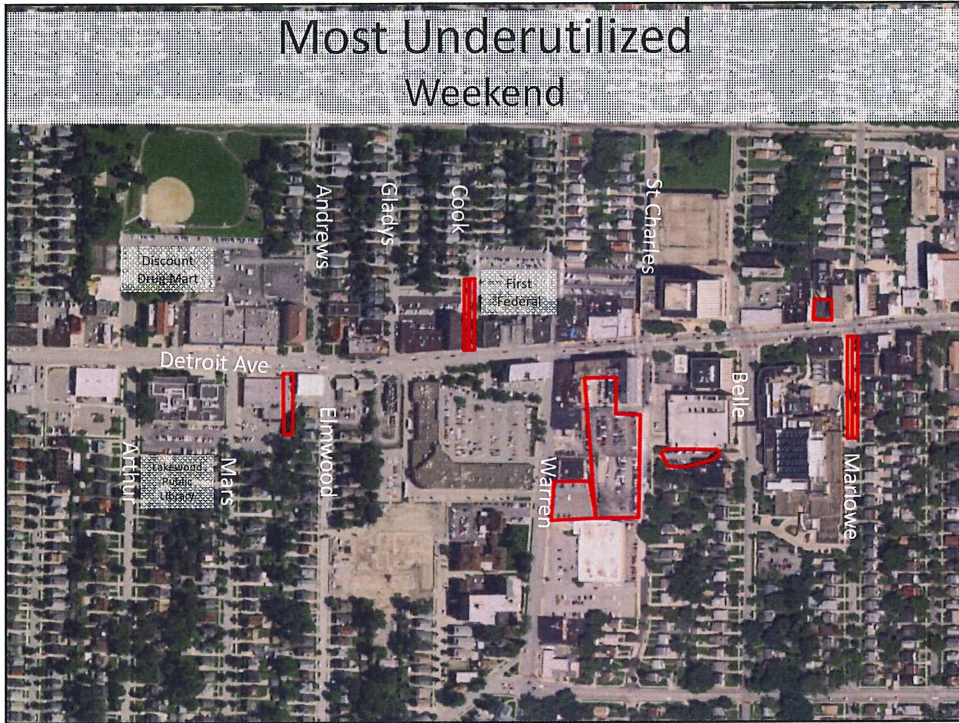 Most Underutilized
Weekend
Andrews
Gladys
Cook
St Charles
Discount
Drug Mart
First
Federal
Detroit Ave
Belle
Elmwood
Arthur
Mars
Warren
Marlowe
Lakewood
Public
Library